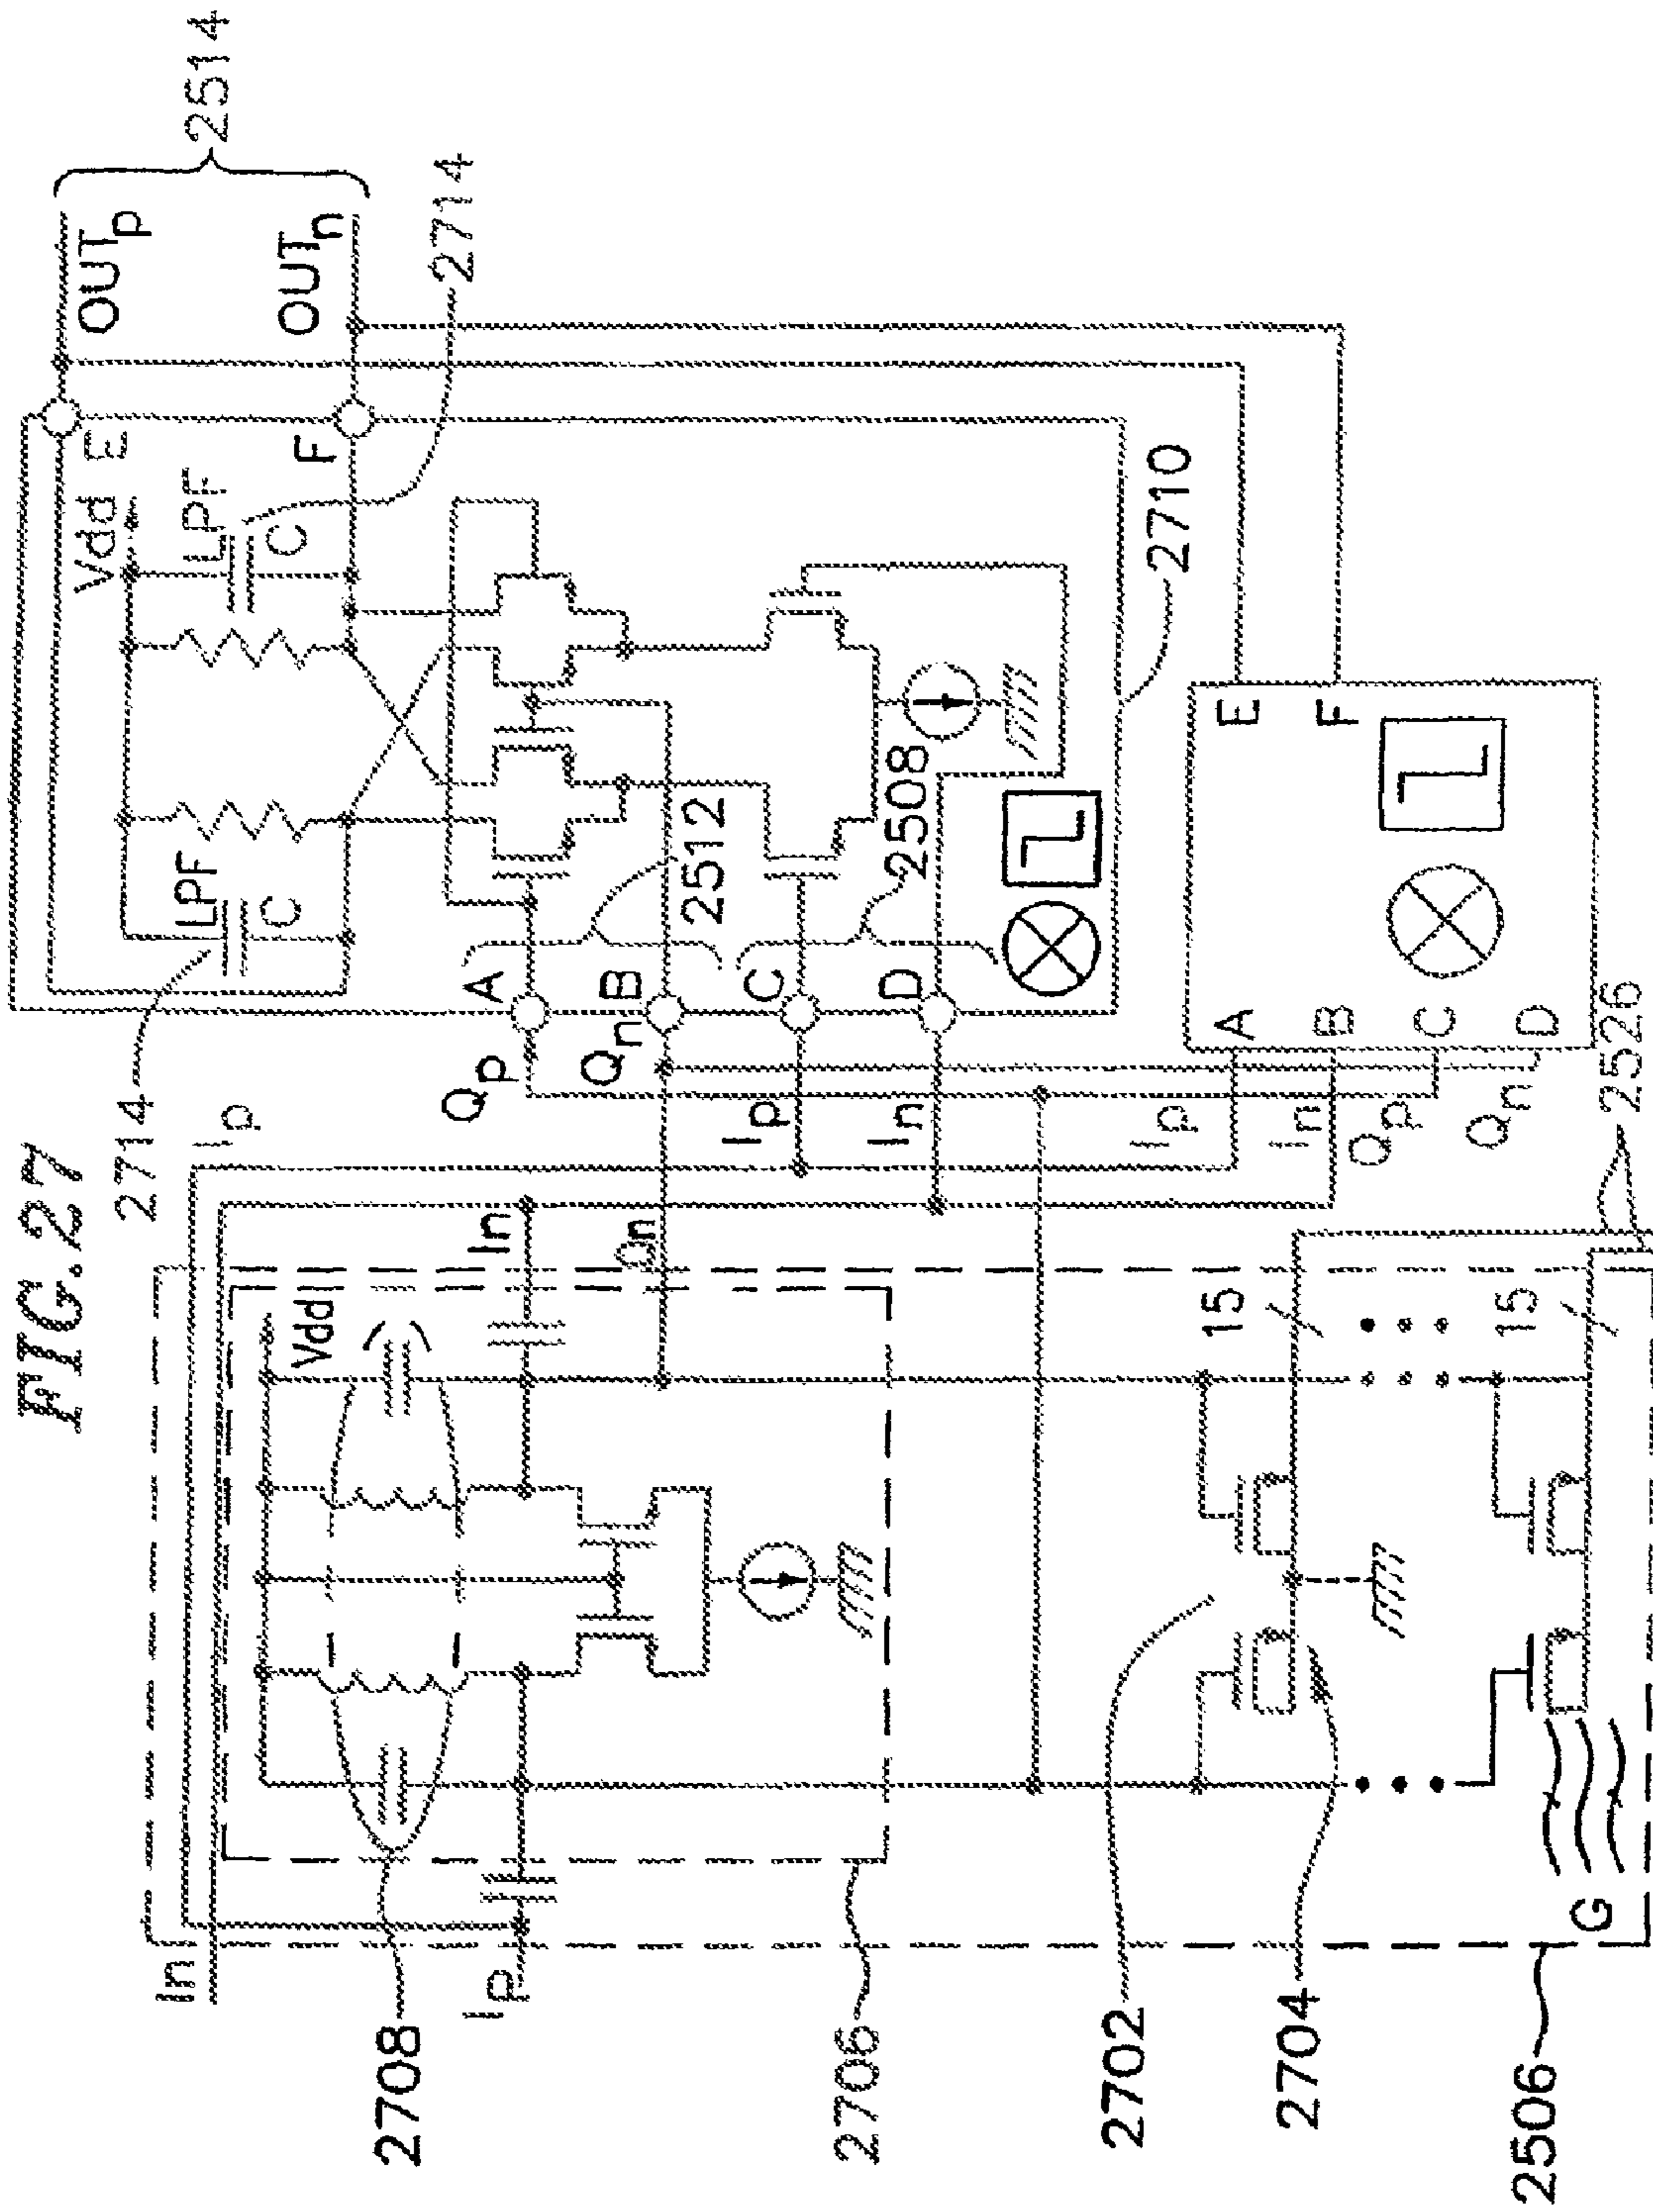 FIG.27
2514
OUTp
OUTn
2714
E
F
Vdd
LPF
C
LPF
C
2714
2710
2512
2508
A
B
C
D
Qp
Qn
Ip
In
Ip
E
F
A
B
C
D
Ip
In
Qp
Qn
2526
In
Qn
Vdd
15
15
In
Ip
G
2708
2706
2702
2704
2506